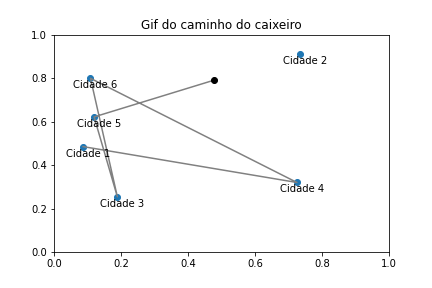 Gif do caminho do caixeiro
1.0
Cidade 2
0.8
Cidade 6
Cidade 5
0.6
Cidade 1
0.4
Cidade 4
Cidade 3
0.2
0.0
0.0 0.2 0.4 0.6 0.8 1.0